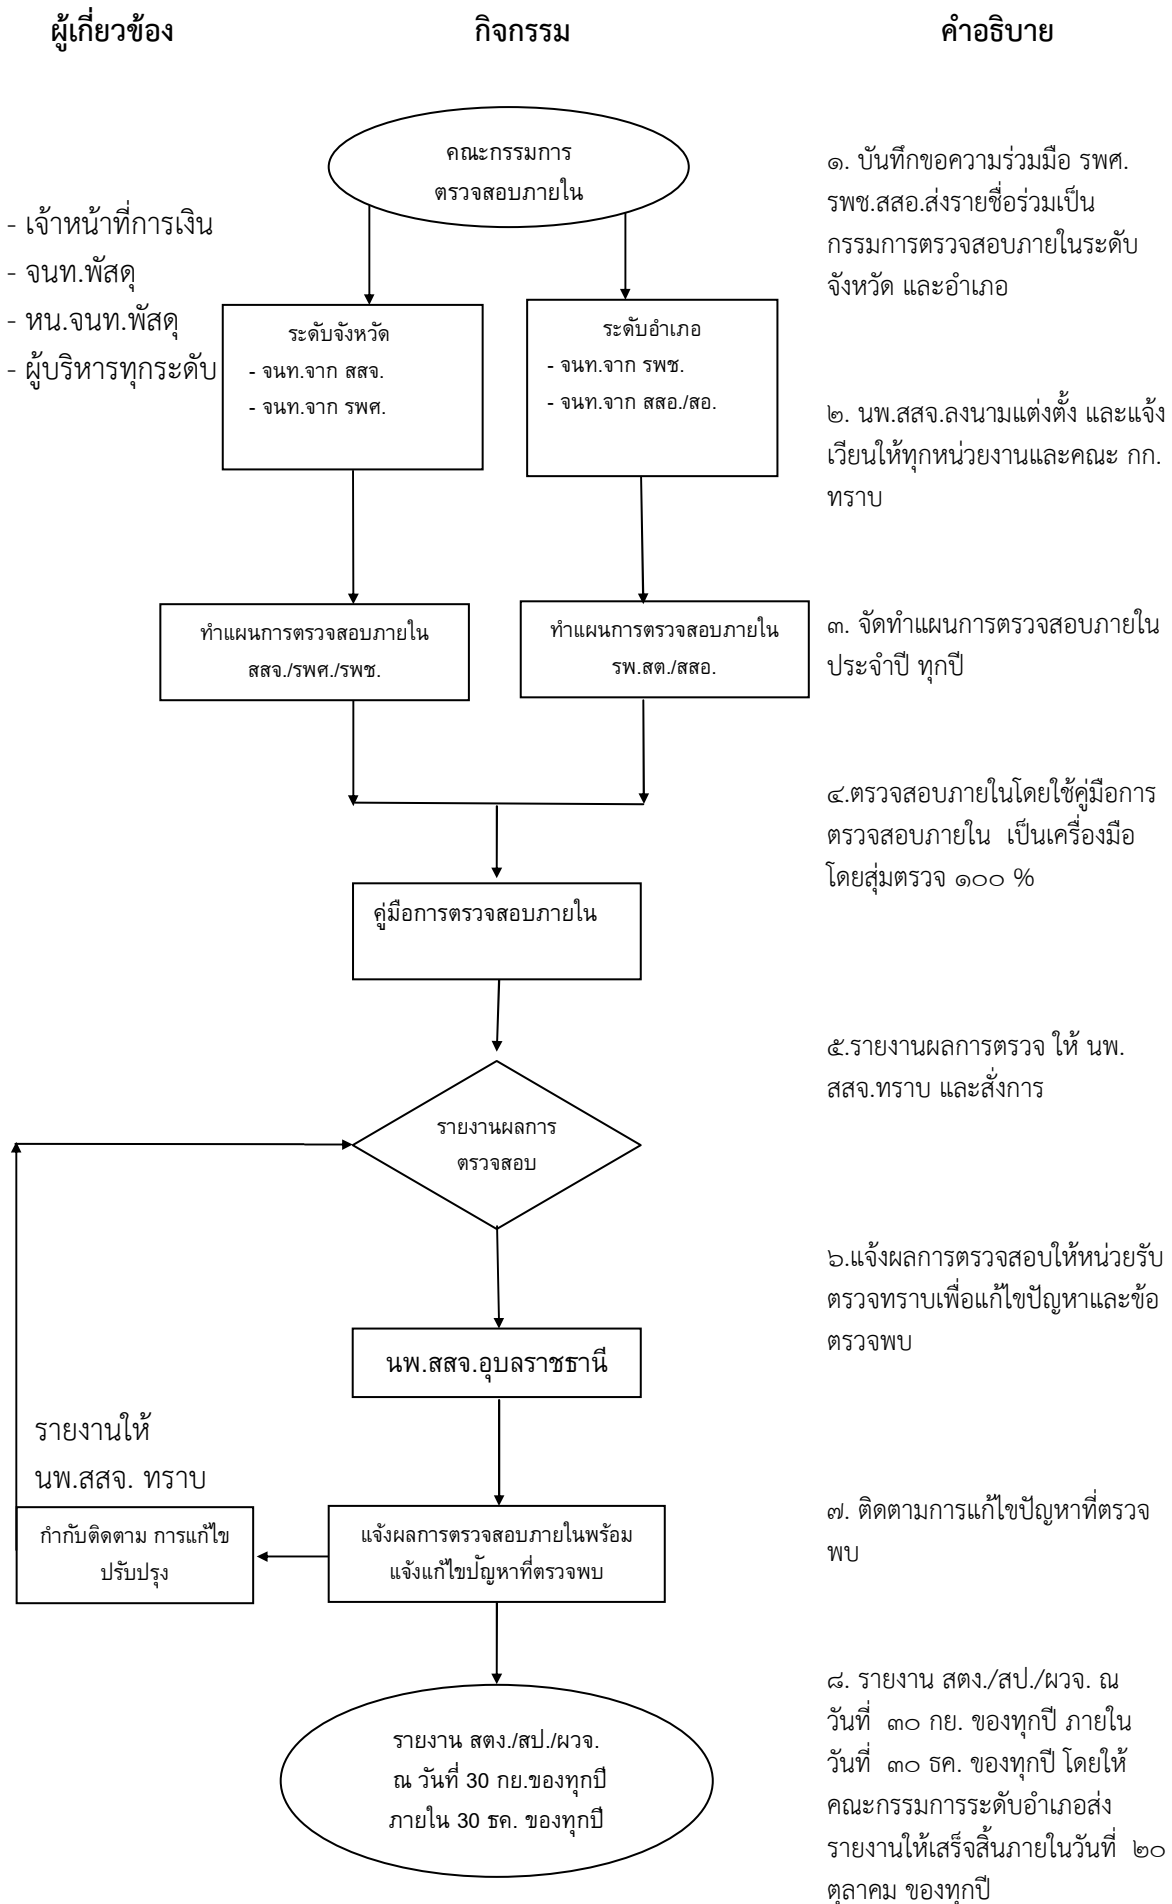 ผู้เกี่ยวข้อง
กิจกรรม
คำอธิบาย
- เจ้าหน้าที่การเงิน
- จนท.พัสดุ
- หน.จนท.พัสดุ
- ผู้บริหารทุกระดับ
คณะกรรมการ
ตรวจสอบภายใน
ระดับจังหวัด
- จนท.จาก สสจ.
- จนท.จาก รพศ.
ระดับอำเภอ
- จนท.จาก รพช.
- จนท.จาก สสอ./สอ.
ทำแผนการตรวจสอบภายใน
สสจ./รพศ./รพช.
ทำแผนการตรวจสอบภายใน
รพ.สต./สสอ.
คู่มือการตรวจสอบภายใน
รายงานผลการ
ตรวจสอบ
นพ.สสจ.อุบลราชธานี
รายงานให้
นพ.สสจ. ทราบ
กำกับติดตาม การแก้ไข
ปรับปรุง
แจ้งผลการตรวจสอบภายในพร้อม
แจ้งแก้ไขปัญหาที่ตรวจพบ
รายงาน สตง./สป./ผวจ.
ณ วันที่ 30 กย.ของทุกปี
ภายใน 30 ธค. ของทุกปี
๑. บันทึกขอความร่วมมือ รพศ.
รพช.สสอ.ส่งรายชื่อร่วมเป็น
กรรมการตรวจสอบภายในระดับ
จังหวัด และอำเภอ
๒. นพ.สสจ.ลงนามแต่งตั้ง และแจ้ง
เวียนให้ทุกหน่วยงานและคณะ กก.
ทราบ
๓. จัดทำแผนการตรวจสอบภายใน
ประจำปี ทุกปี
๔.ตรวจสอบภายในโดยใช้คู่มือการ
ตรวจสอบภายใน เป็นเครื่องมือ
โดยสุ่มตรวจ ๑๐๐ %
๕.รายงานผลการตรวจ ให้ นพ.
สสจ.ทราบ และสั่งการ
๖.แจ้งผลการตรวจสอบให้หน่วยรับ
ตรวจทราบเพื่อแก้ไขปัญหาและข้อ
ตรวจพบ
๗. ติดตามการแก้ไขปัญหาที่ตรวจ
พบ
๘. รายงาน สตง./สป./ผวจ. ณ
วันที่ ๓๐ กย. ของทุกปี ภายใน
วันที่ ๓๐ ธค. ของทุกปี โดยให้
คณะกรรมการระดับอำเภอส่ง
รายงานให้เสร็จสิ้นภายในวันที่ ๒๐
ตุลาคม ของทุกปี